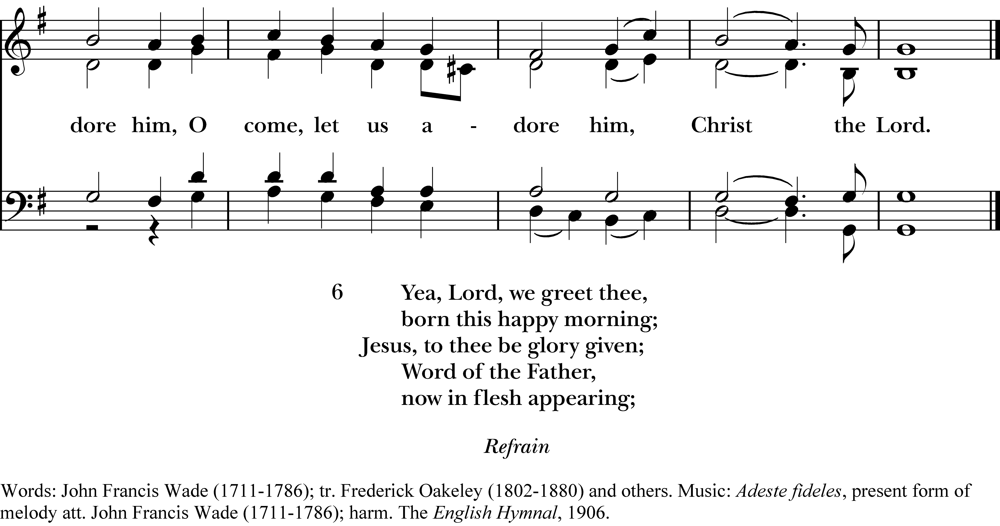 dore him, O come, let us a - dore him, Christ the Lord.
6 Yea, Lord, we greet thee,
born this happy morning;
Jesus, to thee be glory given;
Word of the Father,
now in flesh appearing;
Refrain
Words: John Francis Wade (1711-1786); tr. Frederick Oakeley (1802-1880) and others. Music: Adeste fideles, present form of
melody att. John Francis Wade (1711-1786); harm. The English Hymnal, 1906.